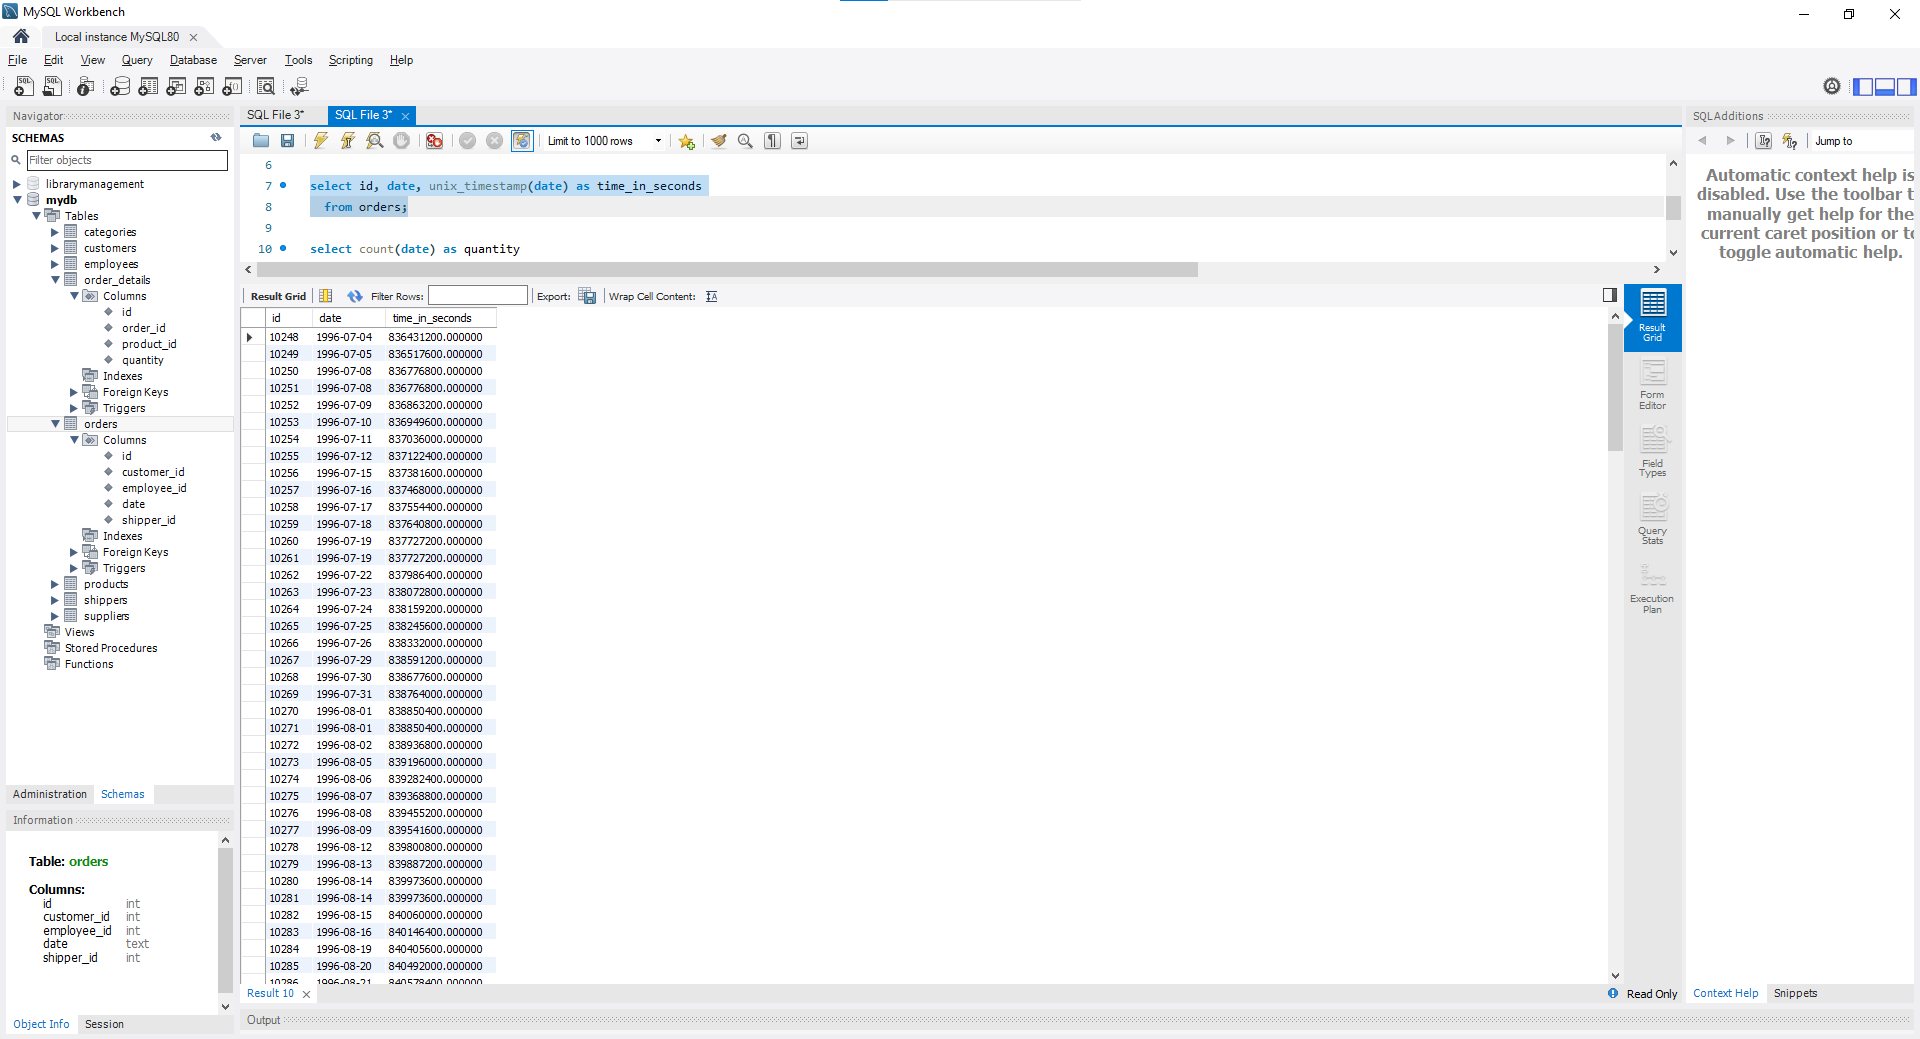 MySQL Workbench
Local instance MySQL80
File Edit View Query Database Server Tools Scripting Help
Navigator
SCHEMAS
Filter objects
librarymanagement
mydb
Tables
categories
customers
employees
order_details
Columns
id
order_id
product_id
quantity
Indexes
Foreign Keys
Triggers
orders
Columns
id
customer_id
employee_id
date
shipper_id
Indexes
Foreign Keys
Triggers
products
shippers
suppliers
Views
Stored Procedures
Functions
Administration Schemas
Information
Table: orders
Columns:
id int
customer_id int
employee_id int
date text
shipper_id int
Object Info Session
SQL File 3* SQL File 3*
Limit to 1000 rows
6
7 select id, date, unix_timestamp(date) as time_in_seconds
8 from orders;
9
10 select count(date) as quantity
Result Grid Filter Rows: Export: Wrap Cell Content:
id date time_in_seconds
10248 1996-07-04 836431200.000000
10249 1996-07-05 836517600.000000
10250 1996-07-08 836776800.000000
10251 1996-07-08 836776800.000000
10252 1996-07-09 836863200.000000
10253 1996-07-10 836949600.000000
10254 1996-07-11 837036000.000000
10255 1996-07-12 837122400.000000
10256 1996-07-15 837381600.000000
10257 1996-07-16 837468000.000000
10258 1996-07-17 837554400.000000
10259 1996-07-18 837640800.000000
10260 1996-07-19 837727200.000000
10261 1996-07-19 837727200.000000
10262 1996-07-22 837986400.000000
10263 1996-07-23 838072800.000000
10264 1996-07-24 838159200.000000
10265 1996-07-25 838245600.000000
10266 1996-07-26 838332000.000000
10267 1996-07-29 838591200.000000
10268 1996-07-30 838677600.000000
10269 1996-07-31 838764000.000000
10270 1996-08-01 838850400.000000
10271 1996-08-01 838850400.000000
10272 1996-08-02 838936800.000000
10273 1996-08-05 839196000.000000
10274 1996-08-06 839282400.000000
10275 1996-08-07 839368800.000000
10276 1996-08-08 839455200.000000
10277 1996-08-09 839541600.000000
10278 1996-08-12 839800800.000000
10279 1996-08-13 839887200.000000
10280 1996-08-14 839973600.000000
10281 1996-08-14 839973600.000000
10282 1996-08-15 840060000.000000
10283 1996-08-16 840146400.000000
10284 1996-08-19 840405600.000000
10285 1996-08-20 840492000.000000
10286 1996-08-21 840578400.000000
Result 10
Read Only
Output
Result
Grid
Form
Editor
Field
Types
Query
Stats
Execution
Plan
SQLAdditions
Jump to
Automatic context help is
disabled. Use the toolbar t
manually get help for the
current caret position or to
toggle automatic help.
Context Help Snippets